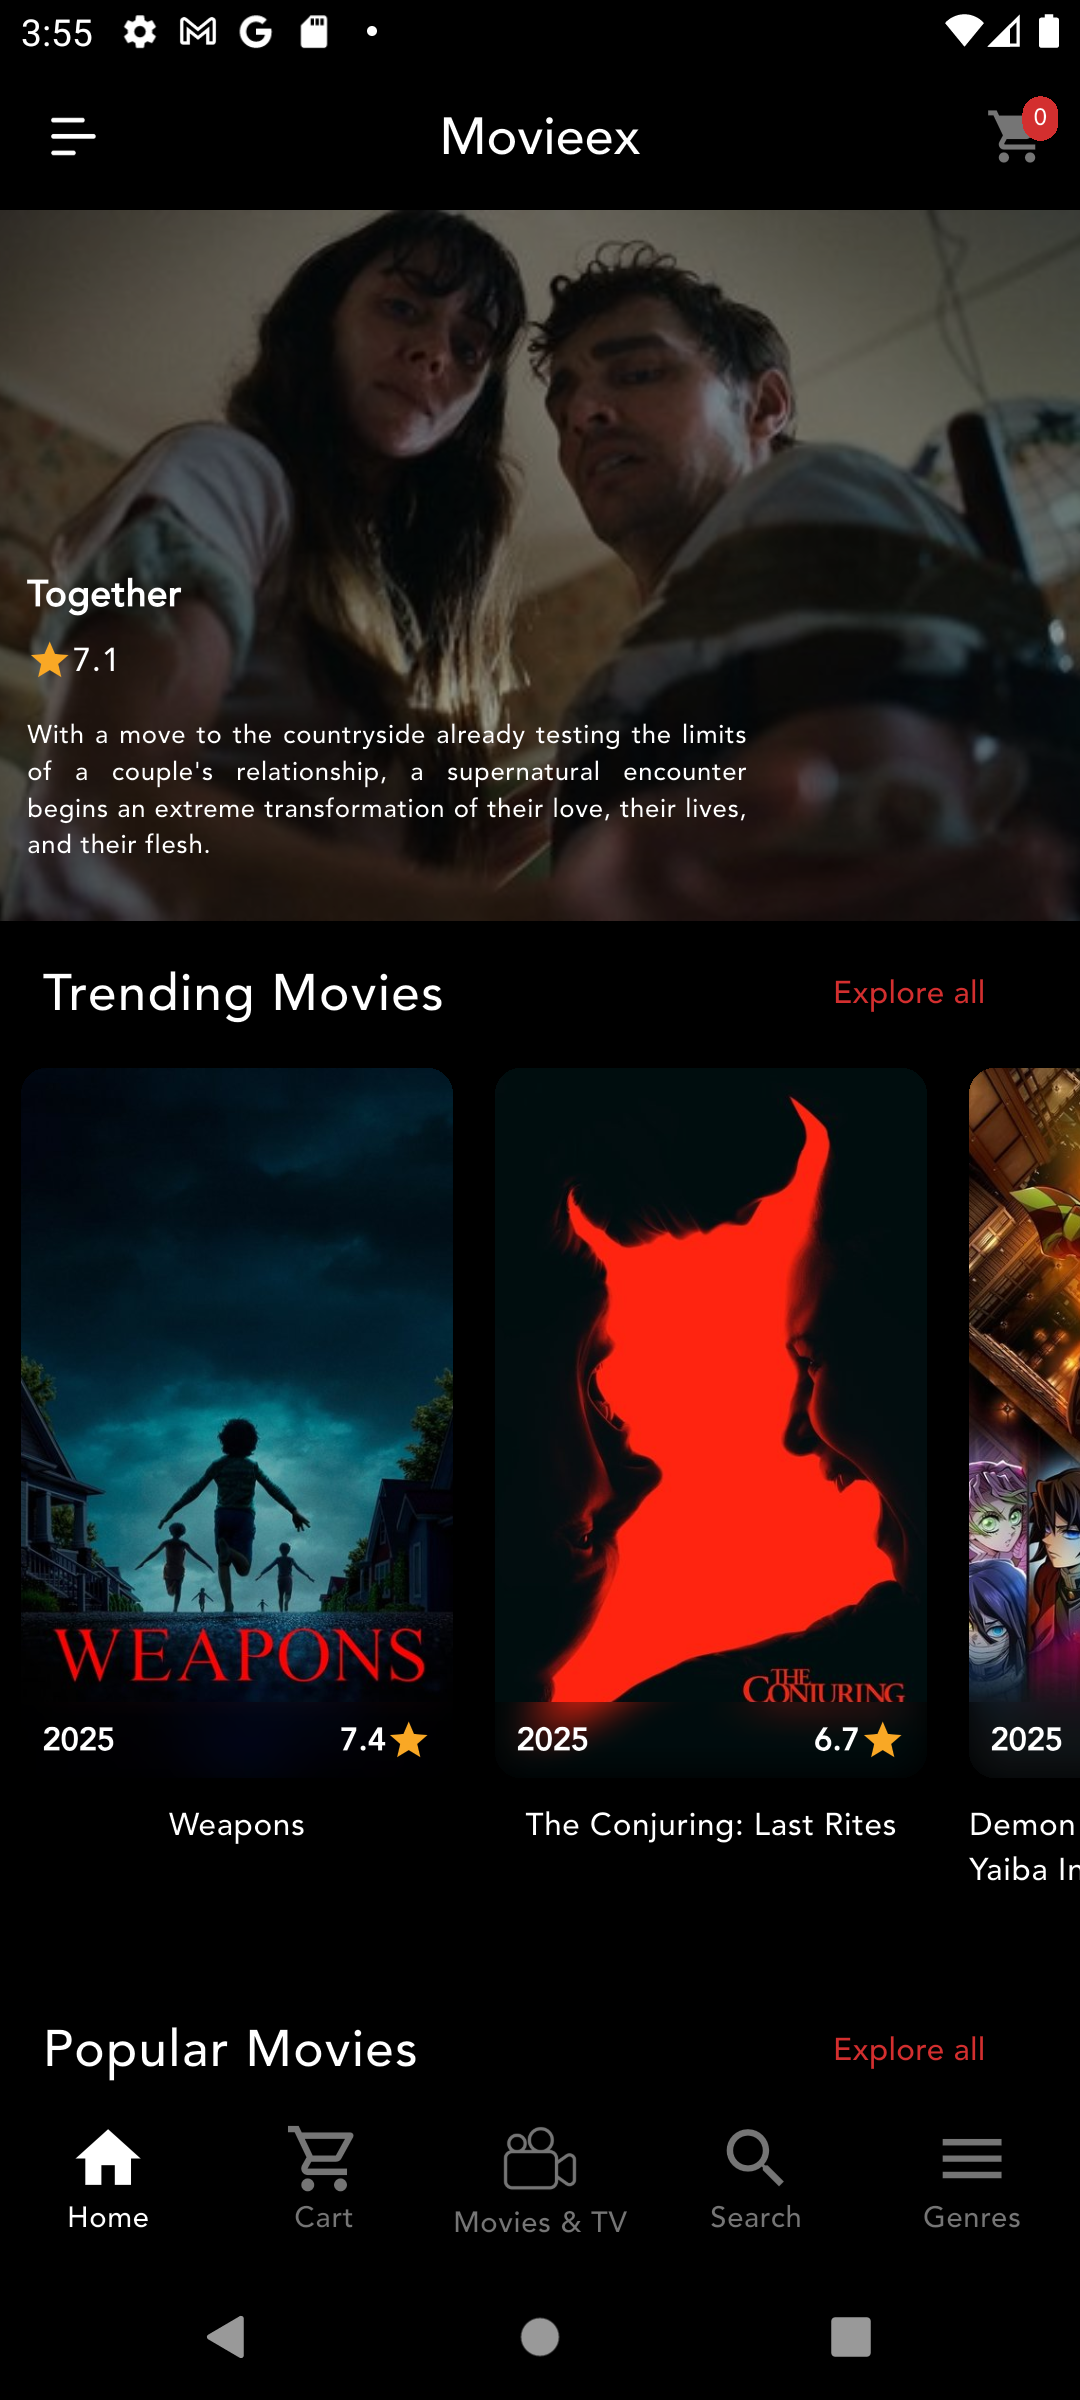 3:55
Movieex
0
Together
7.1
With a move to the countryside already testing the limits
of a couple's relationship, a supernatural encounter
begins an extreme transformation of their love, their lives,
and their flesh.
Trending Movies
Explore all
WEAPONS
THE
CONJURING
2025
7.4
2025
6.7
2025
Weapons
The Conjuring: Last Rites
Demon
Yaiba In
Popular Movies
Explore all
Home
Cart
Movies & TV
Search
Genres